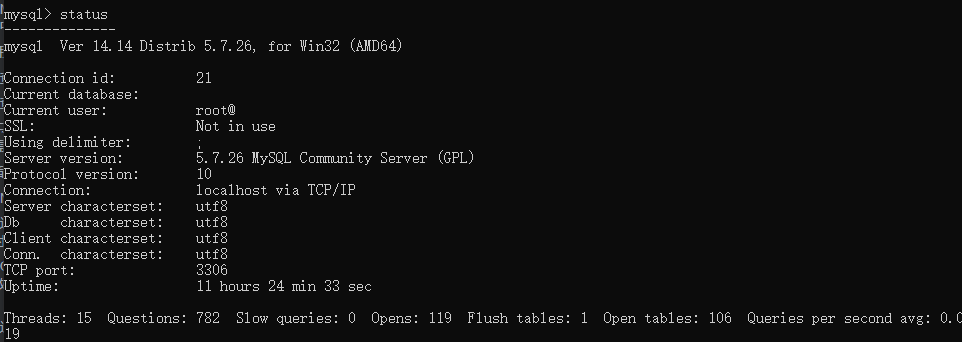 mysql> status
--------------
mysql  Ver 14.14 Distrib 5.7.26, for Win32 (AMD64)
Connection id:          21
Current database:
Current user:           root@
SSL:                    Not in use
Using delimiter:        ;
Server version:         5.7.26 MySQL Community Server (GPL)
Protocol version:       10
Connection:             localhost via TCP/IP
Server characterset:    utf8
Db     characterset:    utf8
Client characterset:    utf8
Conn.  characterset:    utf8
TCP port:               3306
Uptime:                 11 hours 24 min 33 sec
Threads: 15  Questions: 782  Slow queries: 0  Opens: 119  Flush tables: 1  Open tables: 106  Queries per second avg: 0.0
19